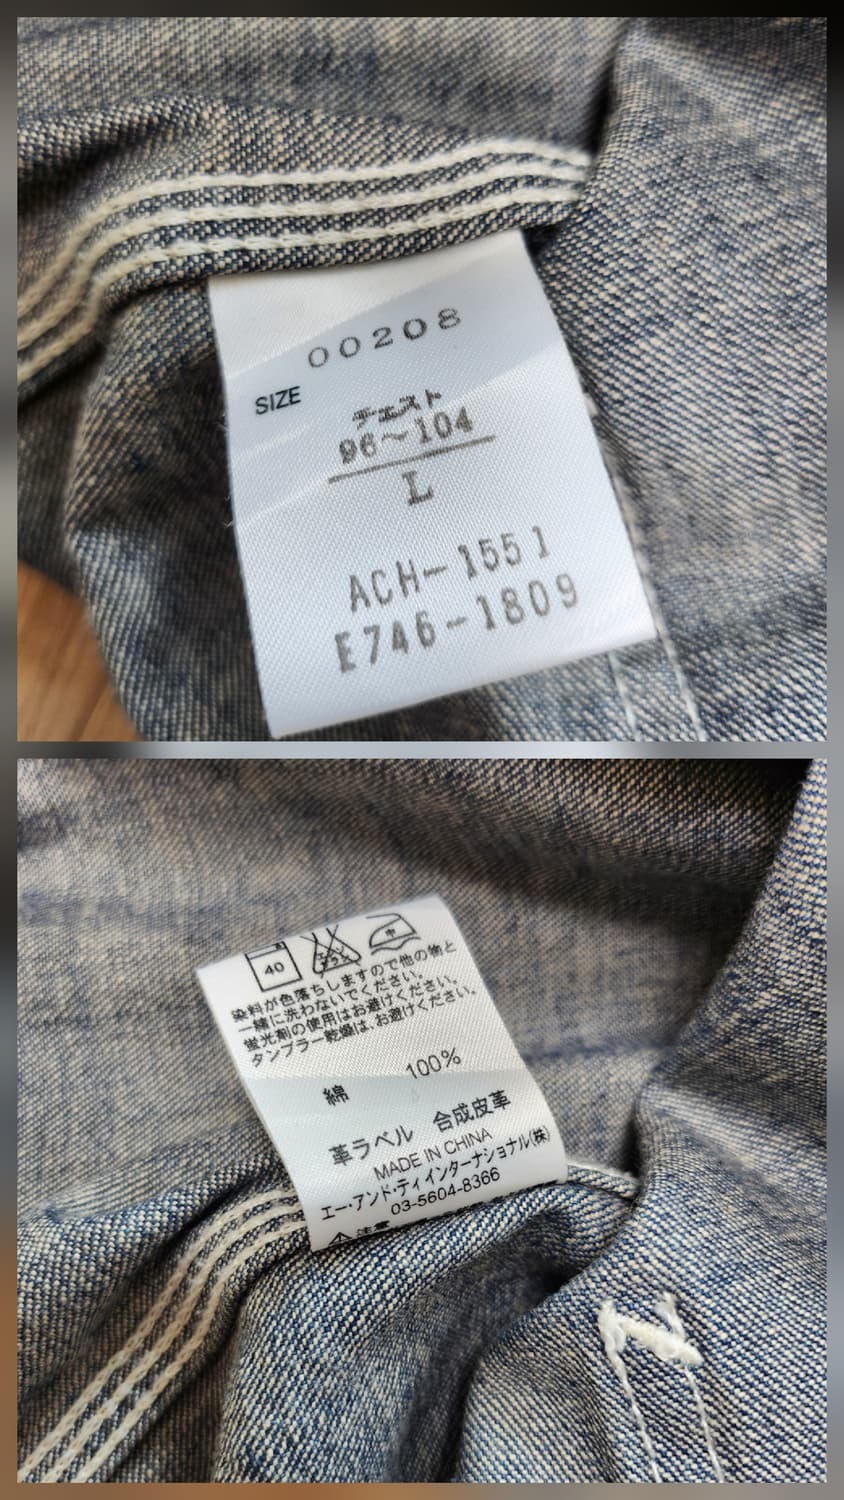 00208
SIZE
チェスト
96〜104
L
ACH-1551
E746-1809
40
中
染料が色落ちしますので他の物と
一緒に洗わないでください。
蛍光剤の使用はお避けください。
タンブラー乾燥は、お避けください。
綿 100%
革ラベル 合成皮革
MADE IN CHINA
エー・アンド・ティ インターナショナル(株)
03-5604-8366